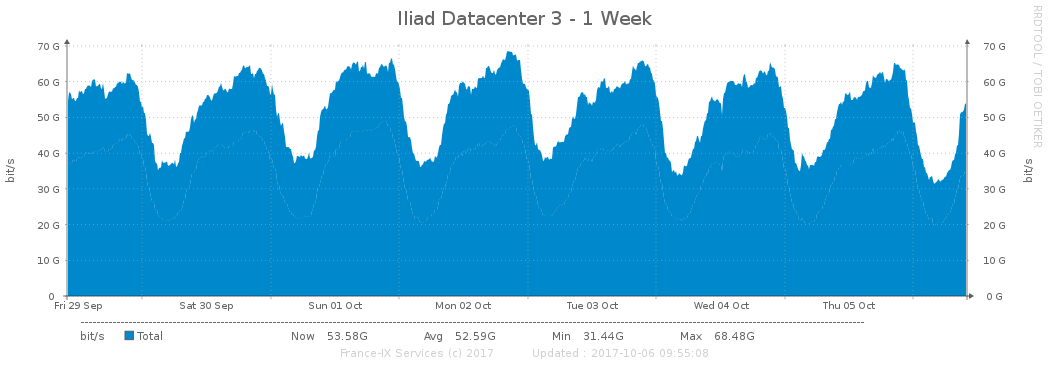 Iliad Datacenter 3 - 1 Week
RRDTOOL / TOBI OETIKER
bit/s
70 G
60 G
50 G
40 G
30 G
20 G
10 G
0
70 G
60 G
50 G
40 G
30 G
20 G
10 G
0 G
bit/s
Fri 29 Sep Sat 30 Sep Sun 01 Oct Mon 02 Oct Tue 03 Oct Wed 04 Oct Thu 05 Oct
bit/s Total Now 53.58G Avg 52.59G Min 31.44G Max 68.48G
France-IX Services (c) 2017 Updated : 2017-10-06 09:55:08